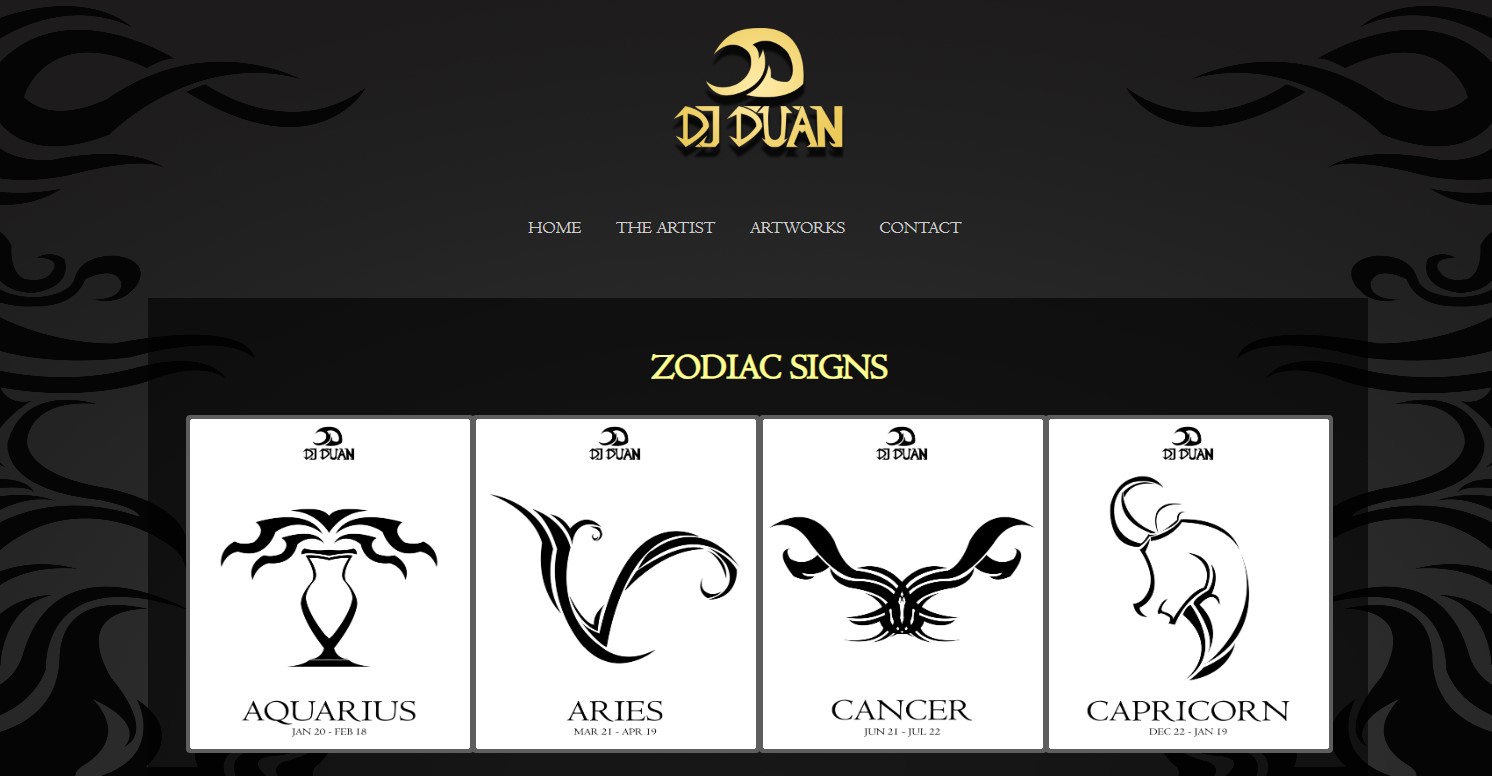 DJ DUAN
HOME THE ARTIST ARTWORKS CONTACT
ZODIAC SIGNS
DJ DUAN
AQUARIUS
JAN 20 - FEB 18
DJ DUAN
ARIES
MAR 21 - APR 19
DJ DUAN
CANCER
JUN 21 - JUL 22
DJ DUAN
CAPRICORN
DEC 22 - JAN 19